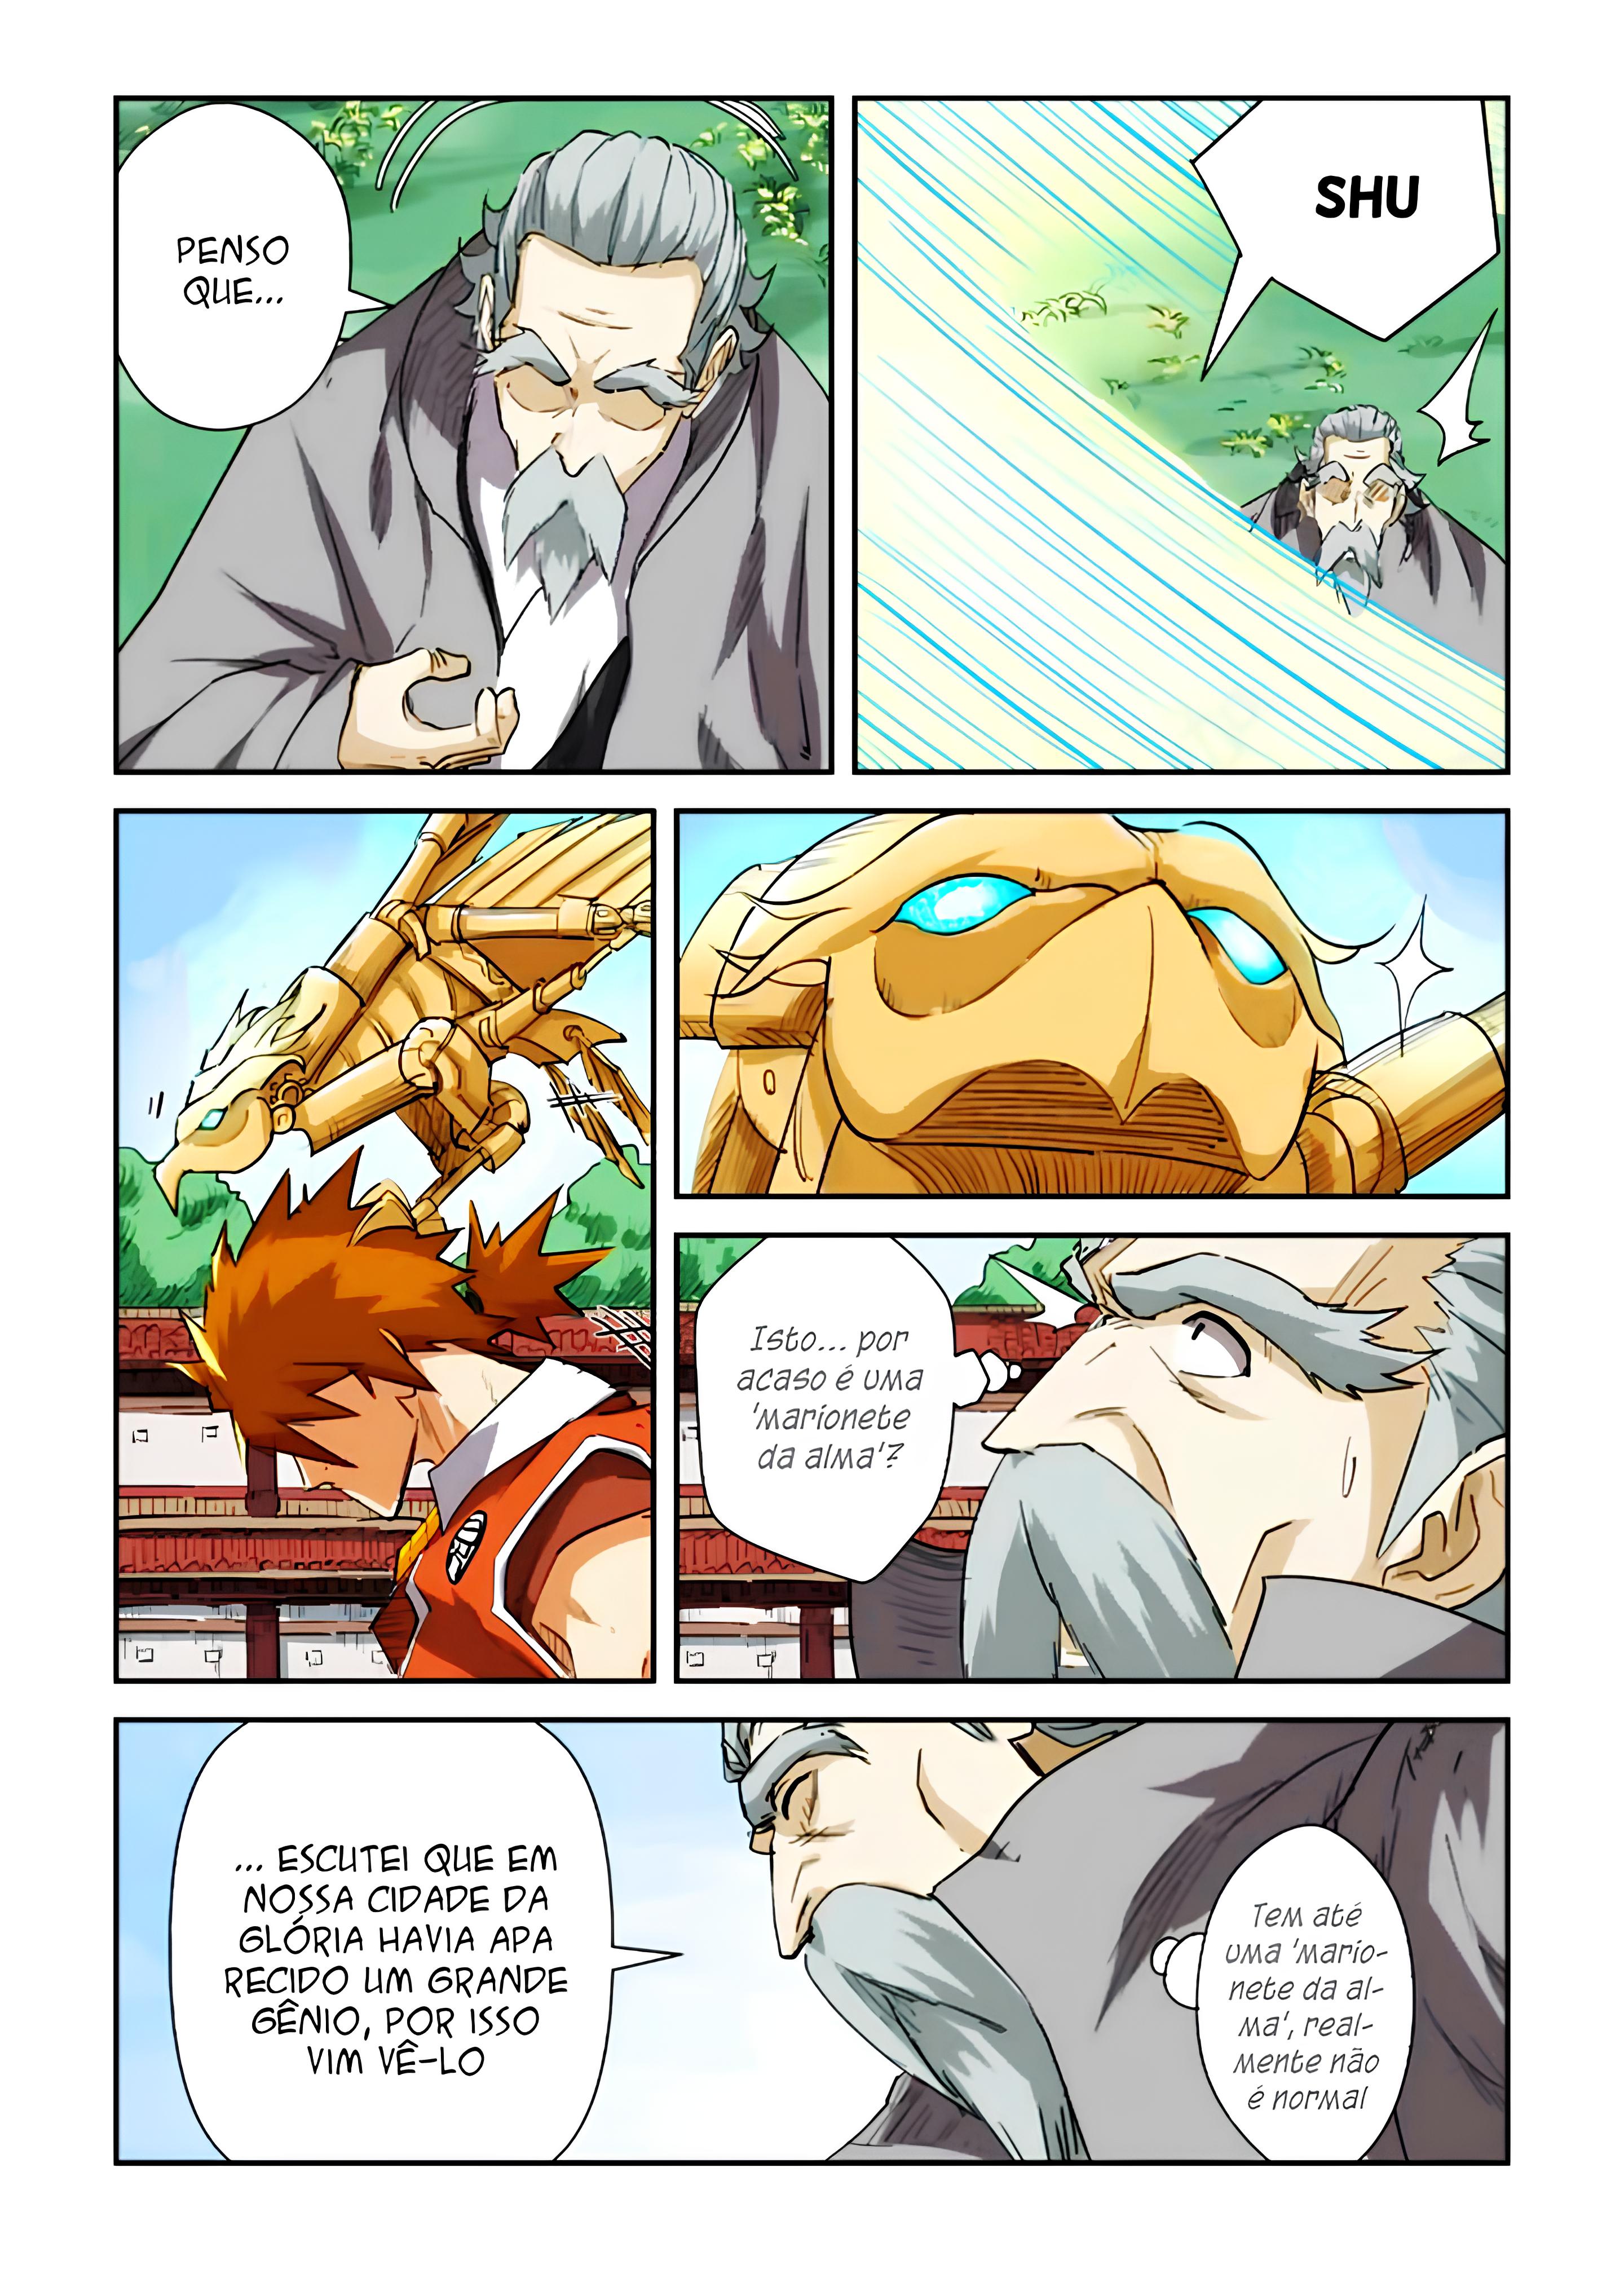 PENSO
QUE...
SHU
Isto... por
acaso é uma
'marionete
da alma'?
... ESCUTEI QUE EM
NOSSA CIDADE DA
GLÓRIA HAVIA APA
RECIDO UM GRANDE
GÊNIO, POR ISSO
VIM VÊ-LO
Tem até
uma 'mario-
nete da al-
ma', real-
mente não
é normal